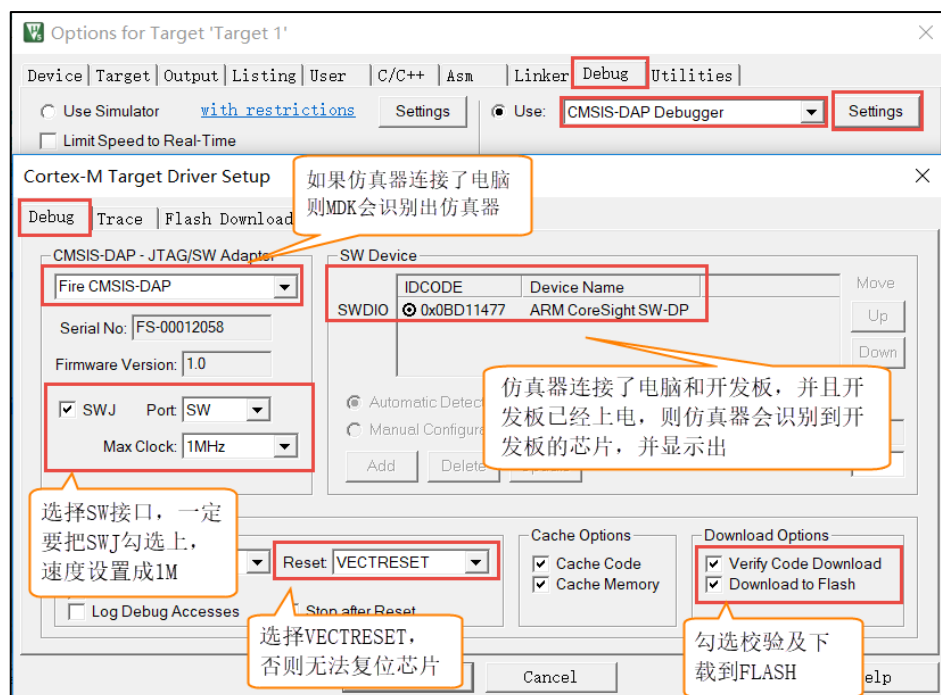 Options for Target 'Target 1'
Device Target Output Listing User C/C++ Asm Linker Debug Utilities
Use Simulator with restrictions Settings Use: CMSIS-DAP Debugger Settings
Limit Speed to Real-Time
Cortex-M Target Driver Setup
如果仿真器连接了电脑
则MDK会识别出仿真器
Debug Trace Flash Download
CMSIS-DAP - JTAG/SW Adapter
Fire CMSIS-DAP
Serial No: FS-00012058
Firmware Version: 1.0
SWJ Port: SW
Max Clock: 1MHz
SW Device
IDCODE Device Name
SWDIO 0x0BD11477 ARM CoreSight SW-DP
Move
Up
Down
Automatic
Manual
Add Delete
仿真器连接了电脑和开发板，并且开
发板已经上电，则仿真器会识别到开
发板的芯片，并显示出
选择SW接口，一定
要把SWJ勾选上，
速度设置成1M
Reset: VECTRESET
Log Debug Accesses Stop after Reset
选择VECTRESET，
否则无法复位芯片
Cache Options
Cache Code
Cache Memory
Download Options
Verify Code Download
Download to Flash
勾选校验及下
载到FLASH
Cancel